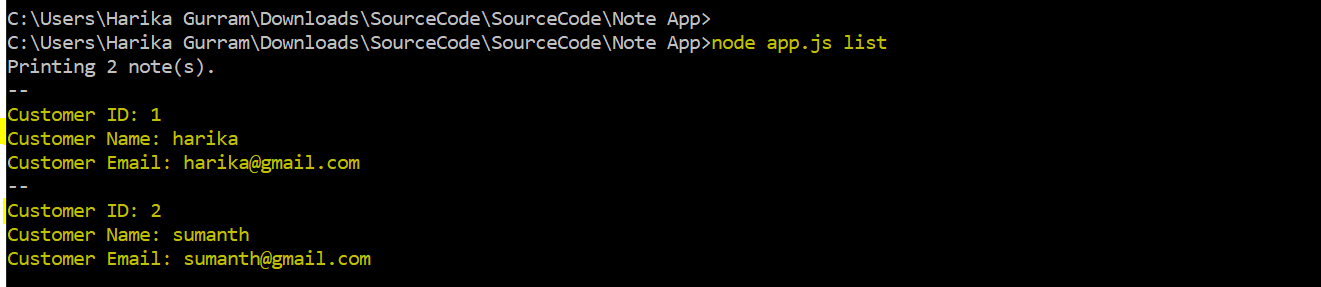 C:\Users\Harika Gurram\Downloads\SourceCode\SourceCode\Note App>
C:\Users\Harika Gurram\Downloads\SourceCode\SourceCode\Note App>node app.js list
Printing 2 note(s).
--
Customer ID: 1
Customer Name: harika
Customer Email: harika@gmail.com
--
Customer ID: 2
Customer Name: sumanth
Customer Email: sumanth@gmail.com